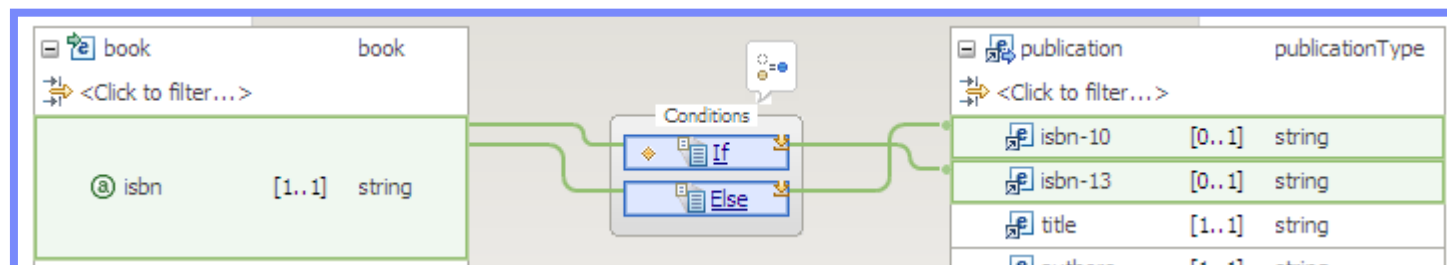 book book
<Click to filter...>
isbn [1..1] string
Conditions
If
Else
publication publicationType
<Click to filter...>
isbn-10 [0..1] string
isbn-13 [0..1] string
title [1..1] string